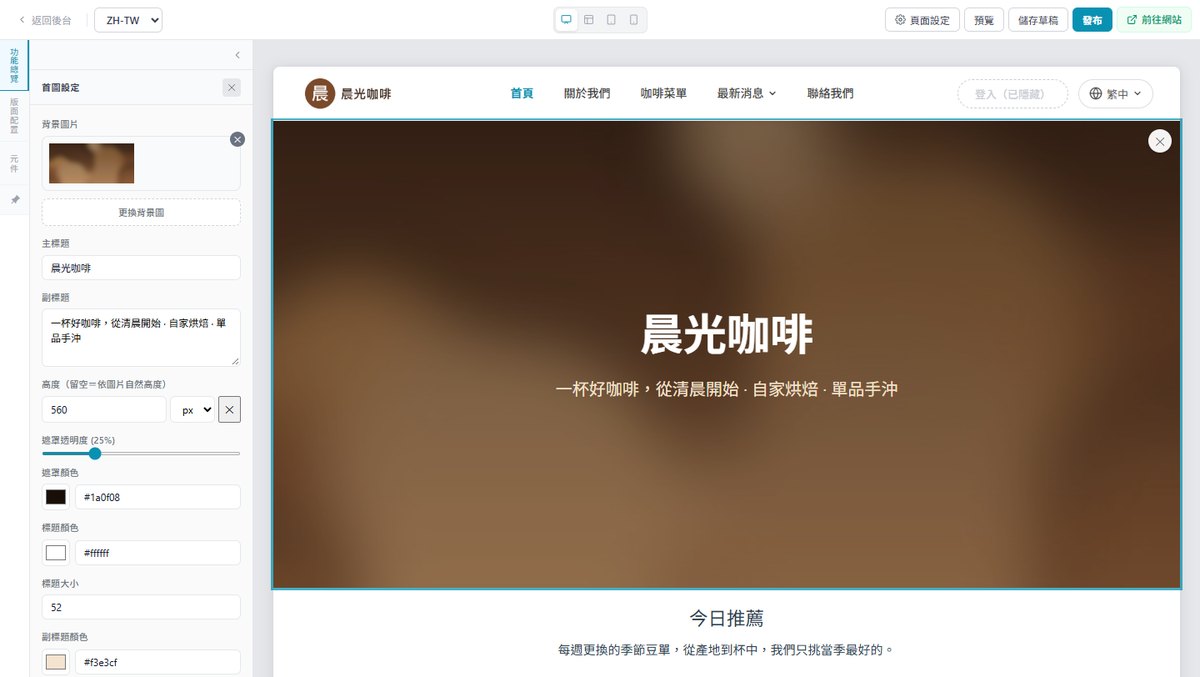 返回後台
ZH-TW
頁面設定
預覽
儲存草稿
發布
前往網站
功能總覽
版面配置
元件
首圖設定
背景圖片
更換背景圖
主標題
晨光咖啡
副標題
一杯好咖啡，從清晨開始 · 自家烘焙 · 單
品手沖
高度（留空＝依圖片自然高度）
560
px
遮罩透明度 (25%)
遮罩顏色
#1a0f08
標題顏色
#ffffff
標題大小
52
副標題顏色
#f3e3cf
晨 晨光咖啡
首頁
關於我們
咖啡菜單
最新消息
聯絡我們
登入（已隱藏）
繁中
晨光咖啡
一杯好咖啡，從清晨開始 · 自家烘焙 · 單品手沖
今日推薦
每週更換的季節豆單，從產地到杯中，我們只挑當季最好的。